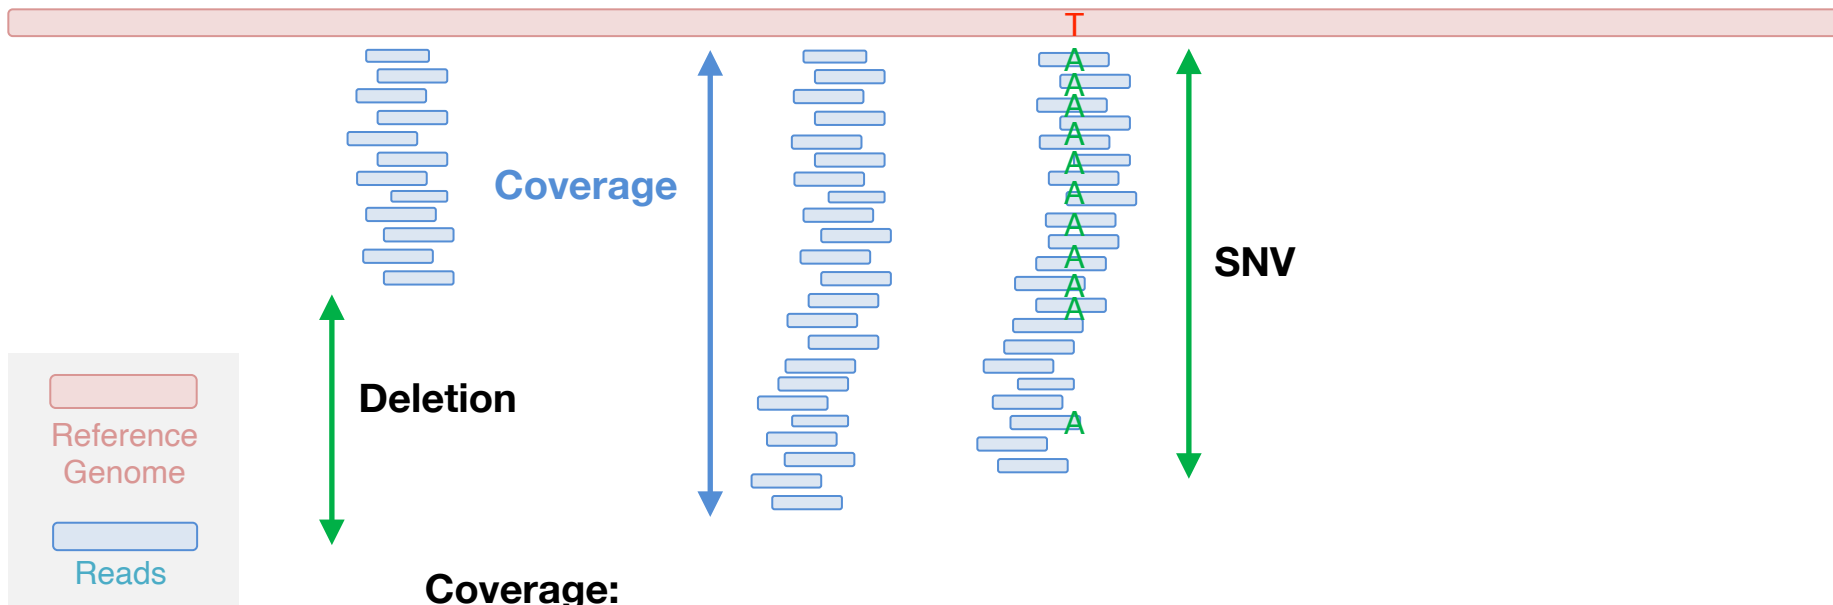 T
A
A
A
A
A
A
A
A
A
A
A
Coverage
SNV
Deletion
Reference
Genome
Reads
Coverage: